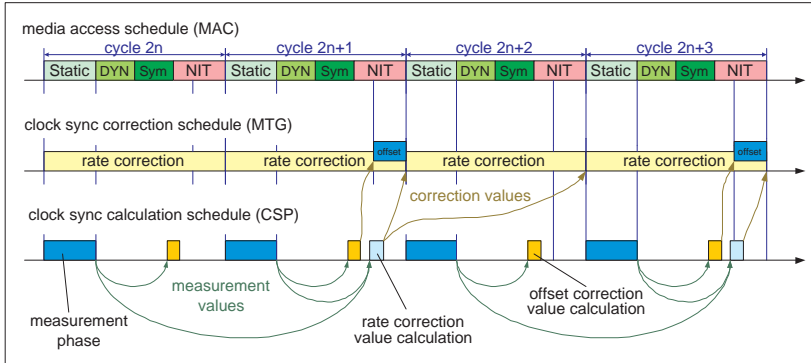 media access schedule (MAC)
cycle 2n cycle 2n+1 cycle 2n+2 cycle 2n+3
Static DYN Sym NIT Static DYN Sym NIT Static DYN Sym NIT Static DYN Sym NIT
clock sync correction schedule (MTG)
offset offset
rate correction rate correction rate correction rate correction
correction values
clock sync calculation schedule (CSP)
measurement
values
measurement
phase
rate correction
value calculation
offset correction
value calculation